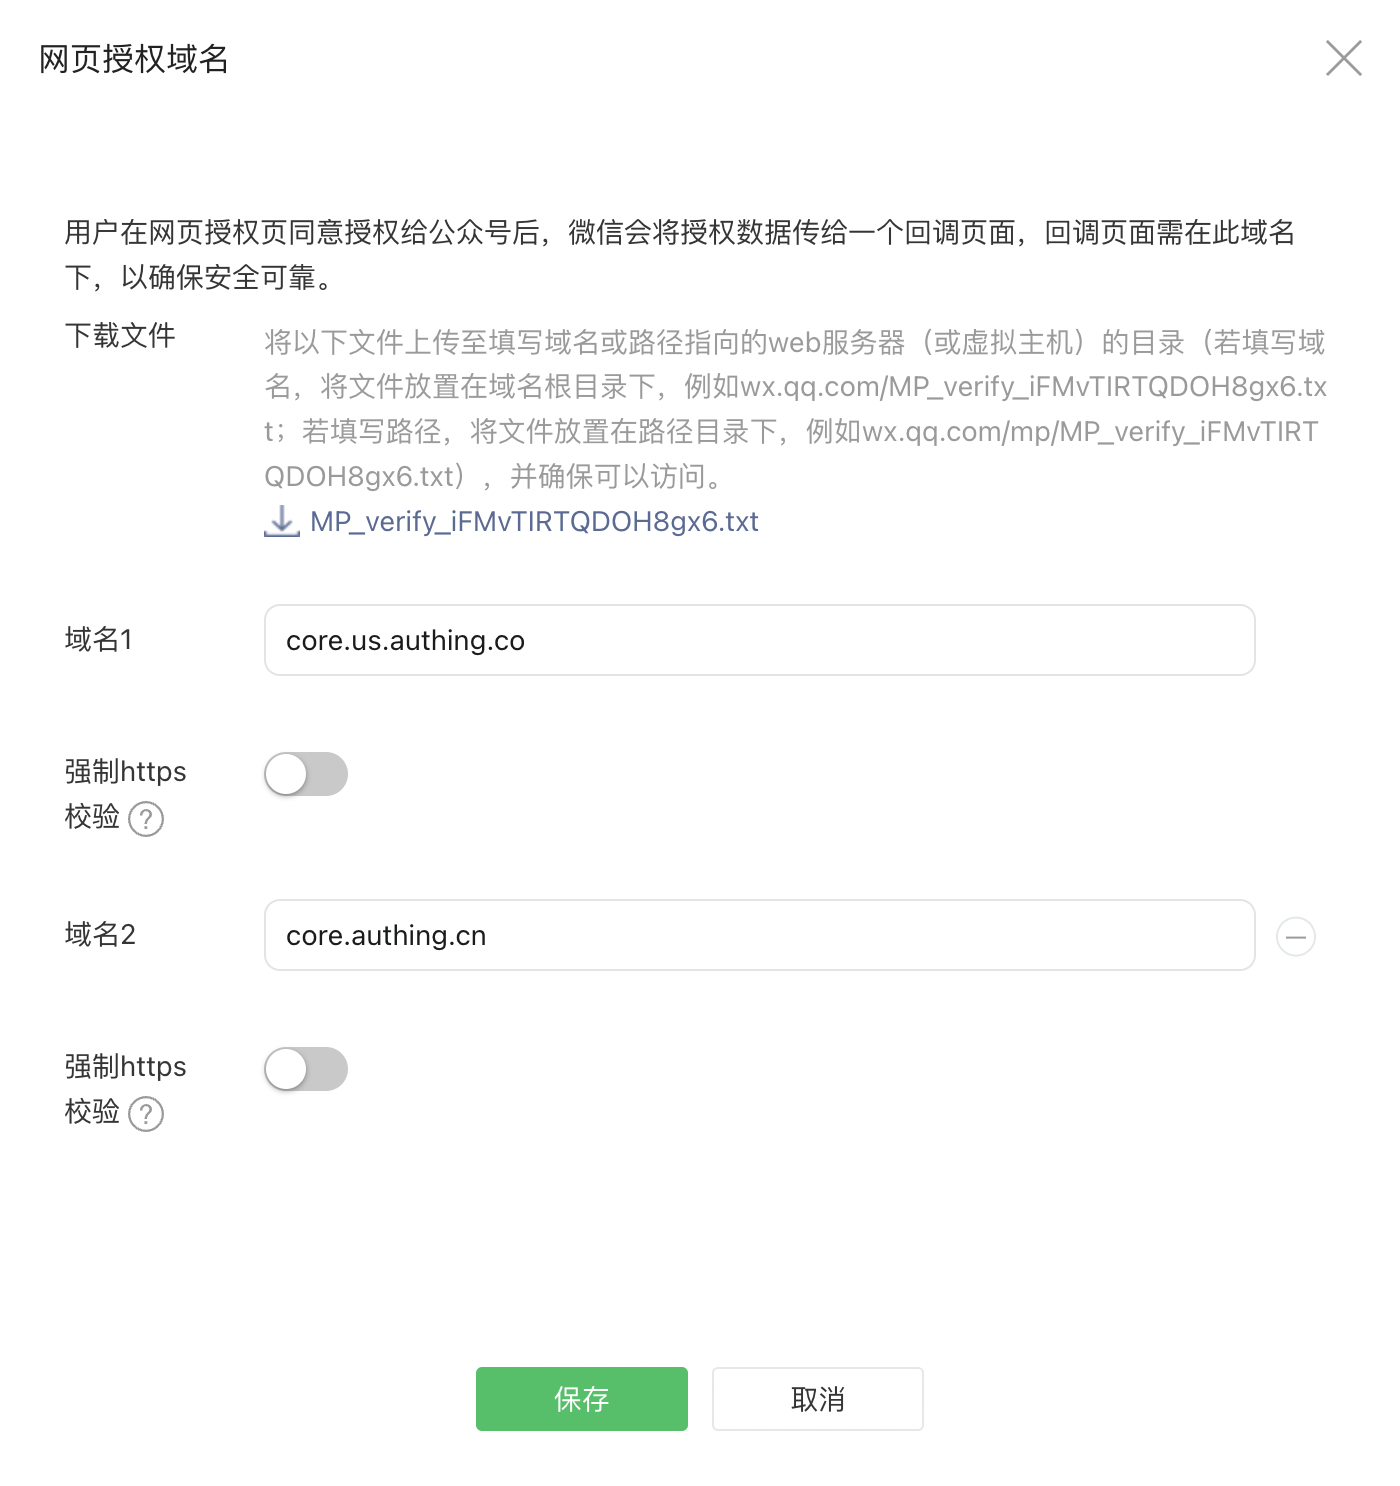 网页授权域名
用户在网页授权页同意授权给公众号后，微信会将授权数据传给一个回调页面，回调页面需在此域名
下，以确保安全可靠。
下载文件
将以下文件上传至填写域名或路径指向的web服务器（或虚拟主机）的目录（若填写域
名，将文件放置在域名根目录下，例如wx.qq.com/MP_verify_iFMvTIRTQDOH8gx6.tx
t；若填写路径，将文件放置在路径目录下，例如wx.qq.com/mp/MP_verify_iFMvTIRT
QDOH8gx6.txt），并确保可以访问。
MP_verify_iFMvTIRTQDOH8gx6.txt
域名1
core.us.authing.co
强制https
校验 ?
域名2
core.authing.cn
强制https
校验 ?
保存
取消